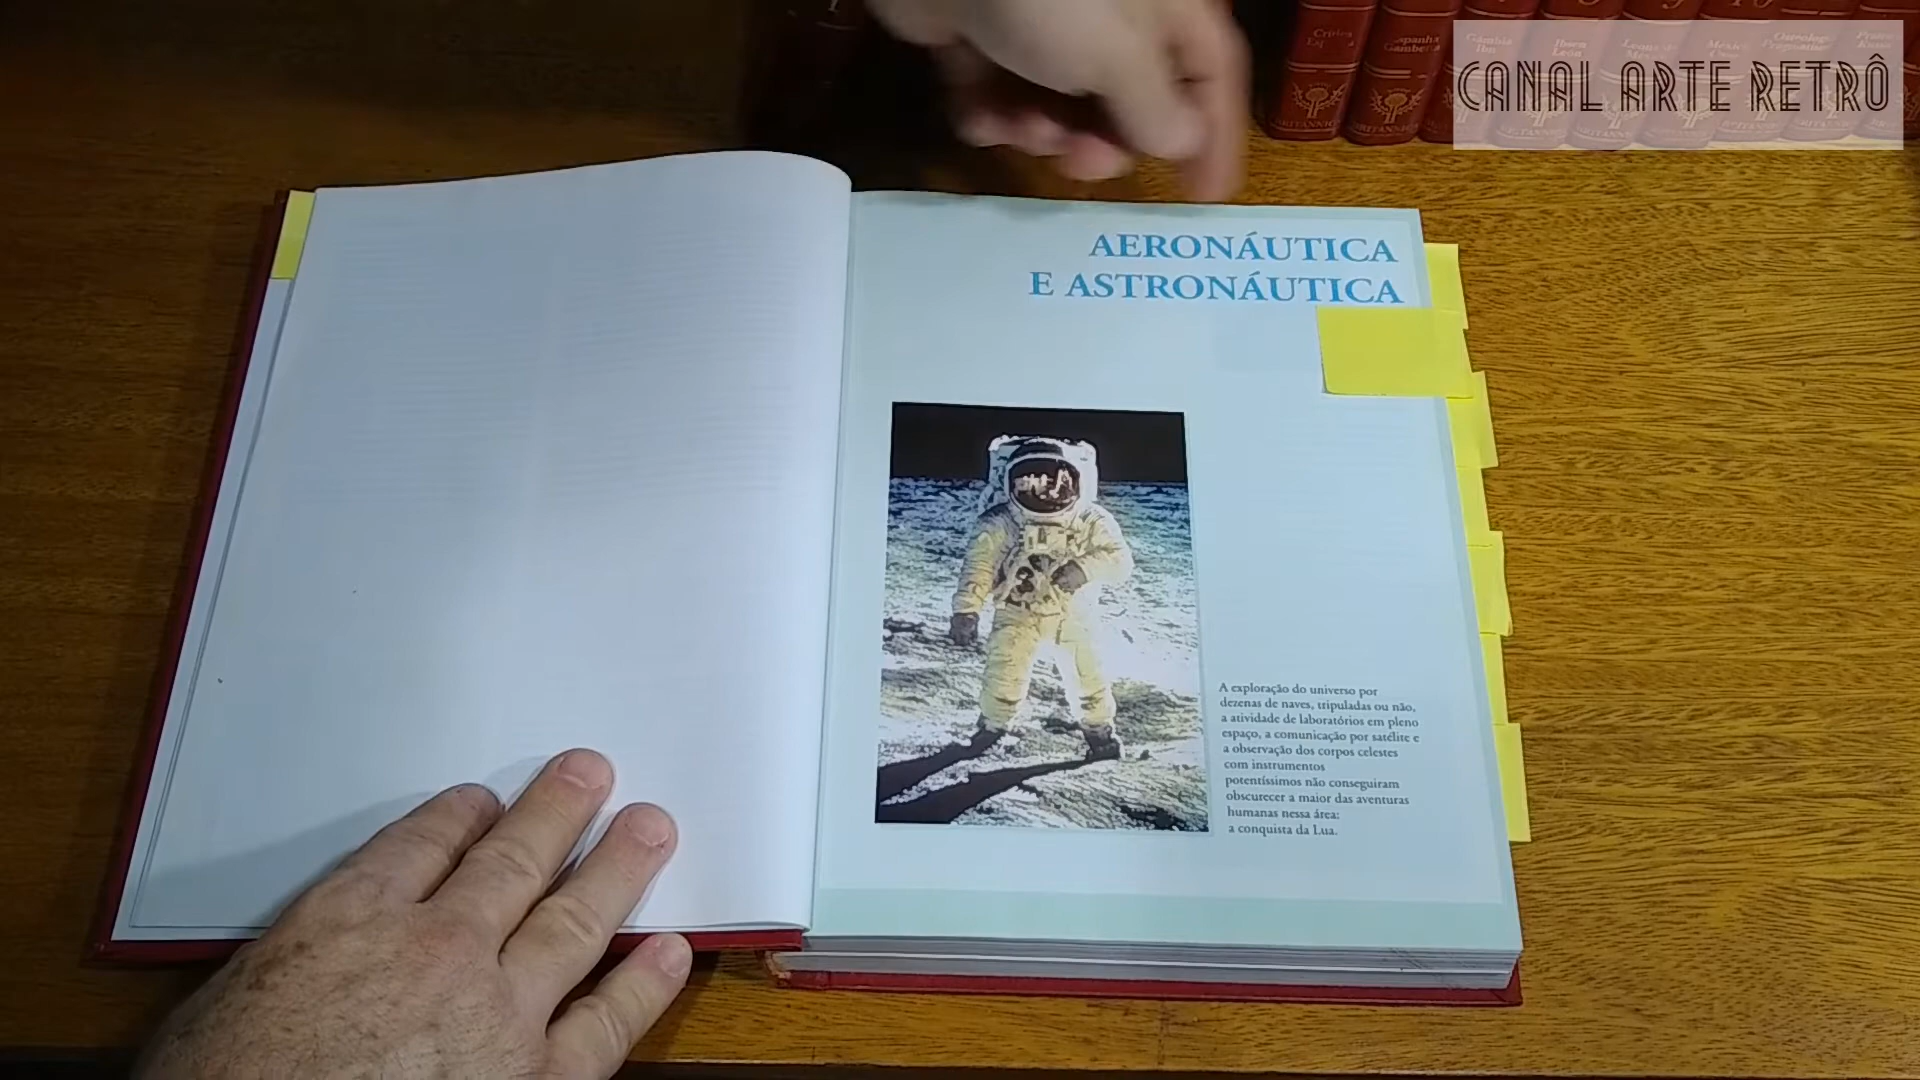 CANAL ARTE RETRÔ
Espanha
BRITANNIC
AERONÁUTICA
E ASTRONÁUTICA
A exploração do universo por
dezenas de naves, tripuladas ou não,
a atividade de laboratórios em pleno
espaço, a comunicação por satélite e
a observação dos corpos celestes
com instrumentos
potentíssimos não conseguiram
obscurecer a maior das aventuras
humanas nessa área:
a conquista da Lua.